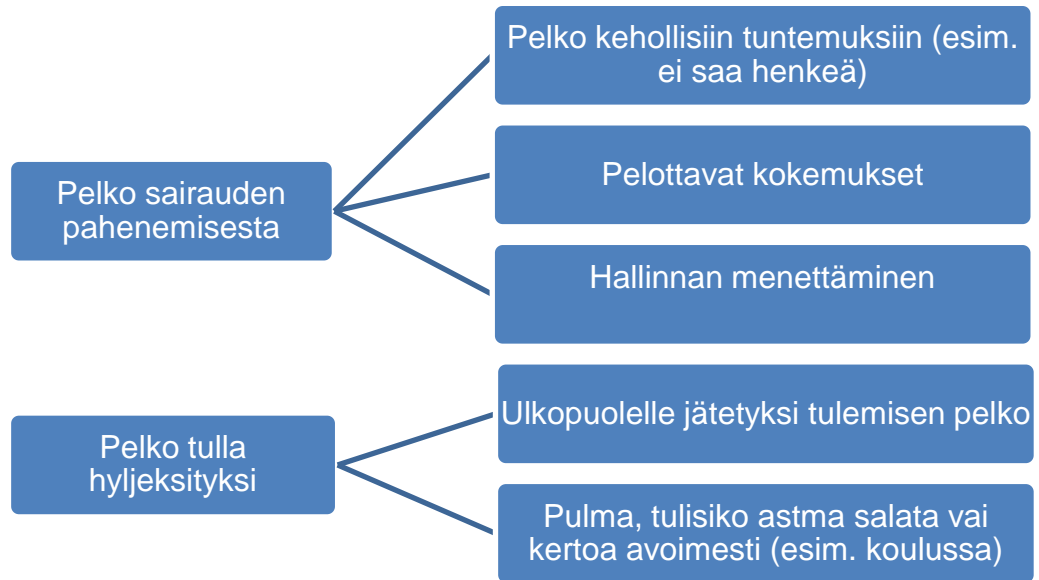 Pelko sairauden
pahenemisesta
Pelko kehollisiin tuntemuksiin (esim.
ei saa henkeä)
Pelottavat kokemukset
Hallinnan menettäminen
Pelko tulla
hyljeksityksi
Ulkopuolelle jätetyksi tulemisen pelko
Pulma, tulisiko astma salata vai
kertoa avoimesti (esim. koulussa)